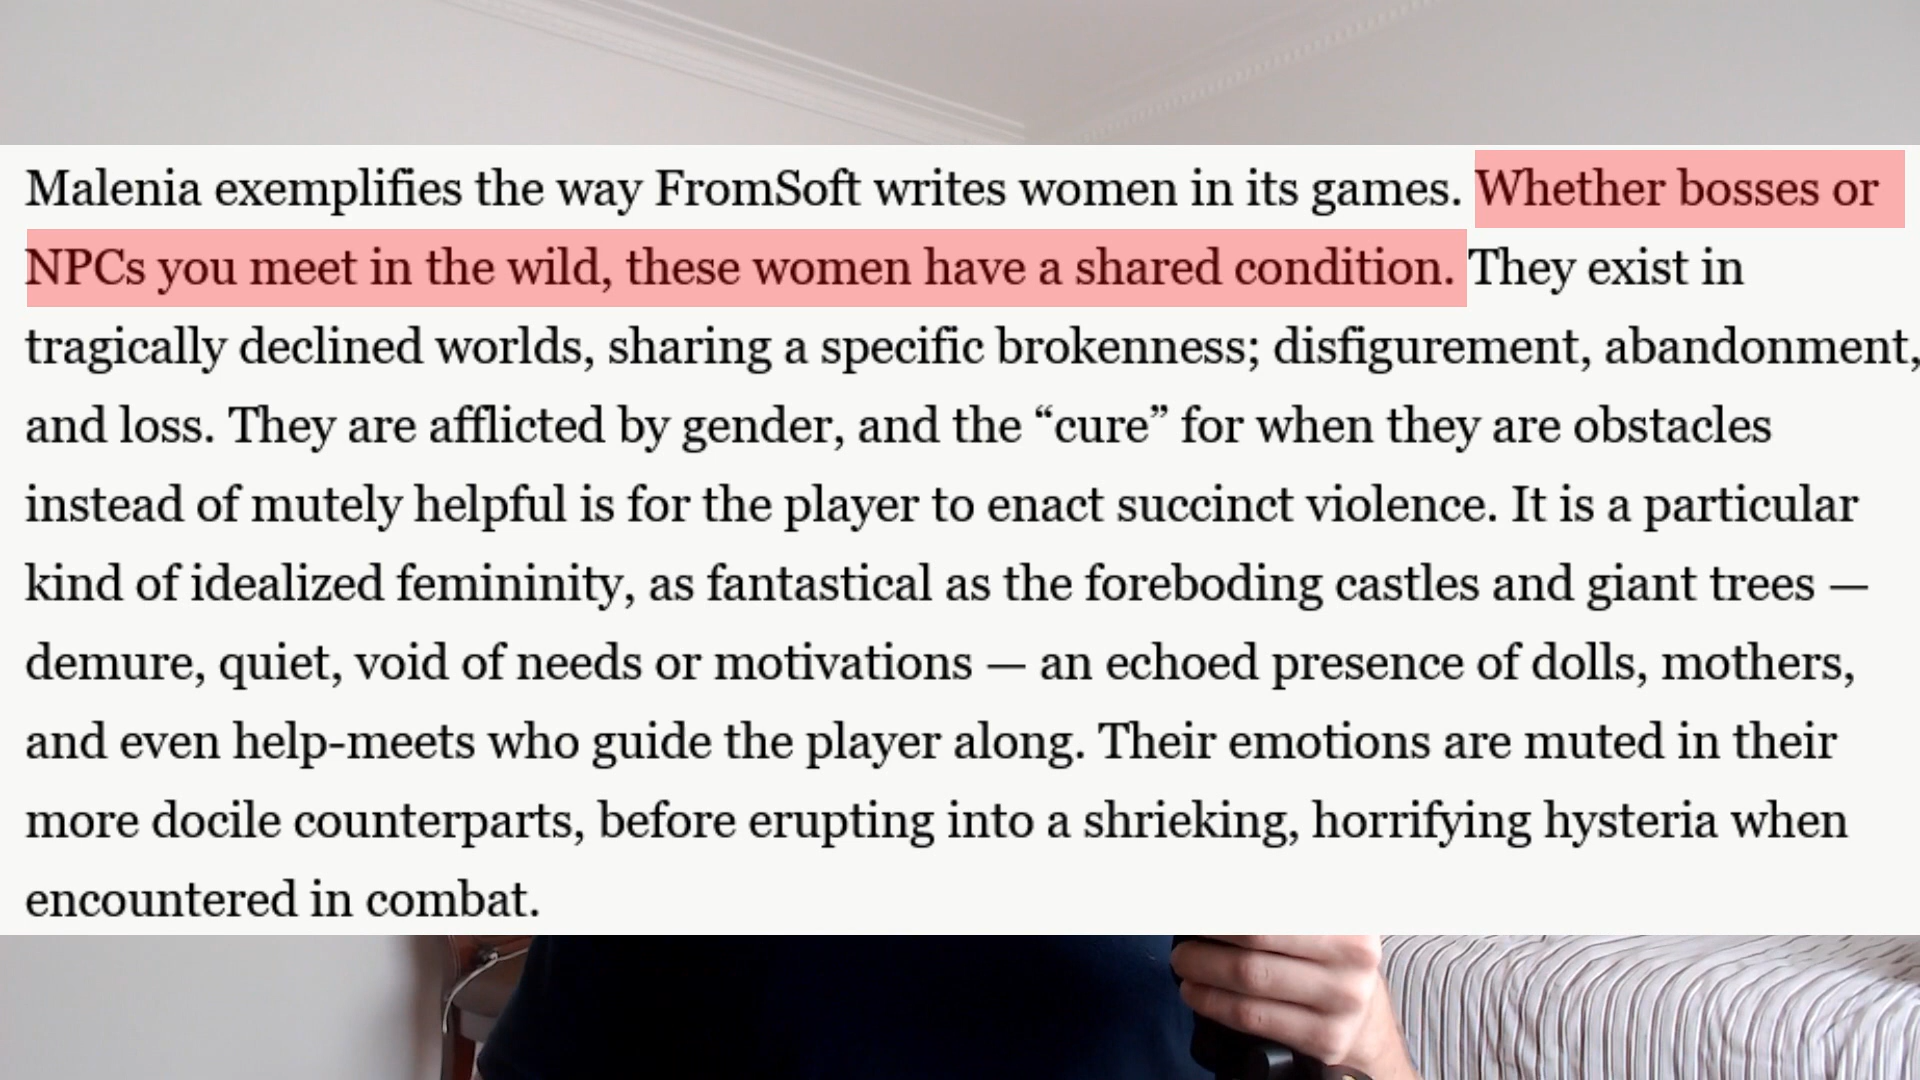 Malenia exemplifies the way FromSoft writes women in its games. Whether bosses or
NPCs you meet in the wild, these women have a shared condition. They exist in
tragically declined worlds, sharing a specific brokenness; disfigurement, abandonment,
and loss. They are afflicted by gender, and the “cure” for when they are obstacles
instead of mutely helpful is for the player to enact succinct violence. It is a particular
kind of idealized femininity, as fantastical as the foreboding castles and giant trees —
demure, quiet, void of needs or motivations — an echoed presence of dolls, mothers,
and even help-meets who guide the player along. Their emotions are muted in their
more docile counterparts, before erupting into a shrieking, horrifying hysteria when
encountered in combat.